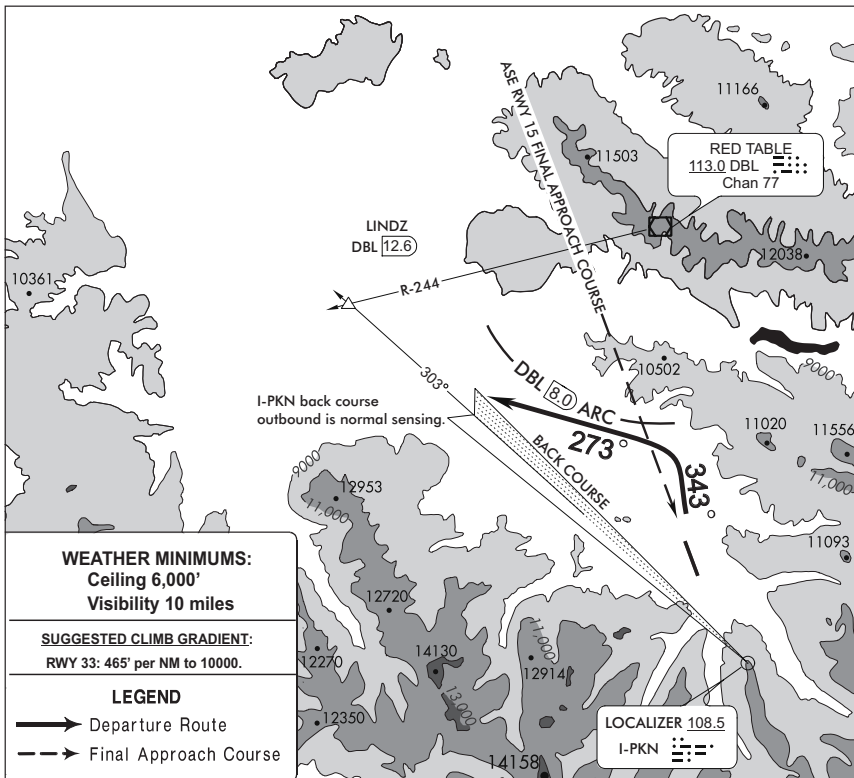 ASE RWY 15 FINAL APPROACH COURSE
11166
11503
RED TABLE
113.0 DBL
Chan 77
LINDZ
DBL 12.6
12038
10361
R-244
9000
10502
303°
DBL 8.0 ARC
I-PKN back course
outbound is normal sensing.
273°
BACK COURSE
343°
11020
11556
11,000
9000
12953
11,000
11093
WEATHER MINIMUMS:
Ceiling 6,000'
Visibility 10 miles
SUGGESTED CLIMB GRADIENT:
RWY 33: 465' per NM to 10000.
LEGEND
Departure Route
Final Approach Course
12720
12270
14130
11,000
12914
13,000
12350
14158
LOCALIZER 108.5
I-PKN